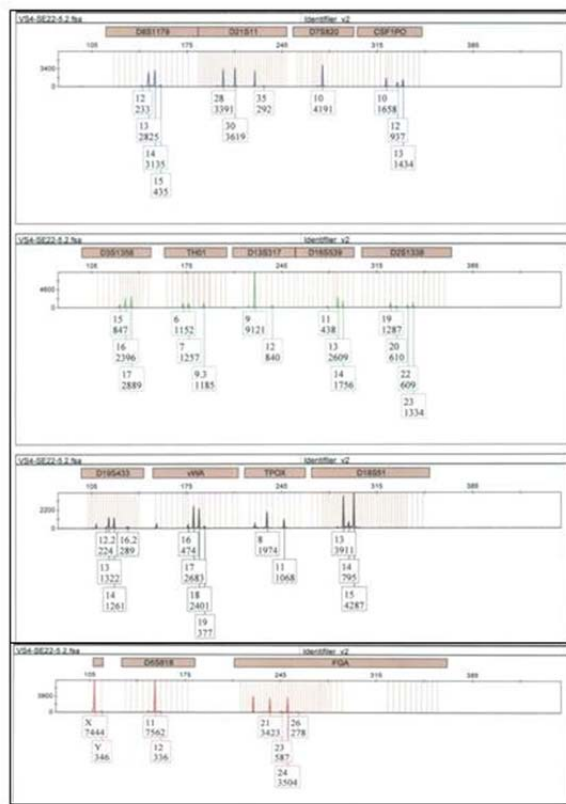 VS4-SE22-5.2.fsa Identifiler_v2
D8S1179 D21S11 D7S820 CSF1PO
105 175 245 315 385
3400
0
12 28 35 10 10
233 3391 292 4191 1658
13 30 12
2825 3619 937
14 13
3135 1434
15
435
VS4-SE22-5.2.fsa Identifiler_v2
D3S1358 TH01 D13S317 D16S539 D2S1338
105 175 245 315 385
4600
0
15 6 9 11 19
847 1152 9121 438 1287
16 7 12 13 20
2396 1257 840 2609 610
17 9.3 14 22
2889 1185 1756 609
23
1334
VS4-SE22-5.2.fsa Identifiler_v2
D19S433 vWA TPOX D18S51
105 175 245 315 385
2200
0
12.2 16.2 16 8 13
224 289 474 1974 3911
13 17 11 14
1322 2683 1068 795
14 18 15
1261 2401 4287
19
377
VS4-SE22-5.2.fsa Identifiler_v2
D5S818 FGA
105 175 245 315 385
0
X 11 21 26
7444 7562 3423 278
Y 12 23
346 336 587
24
3504